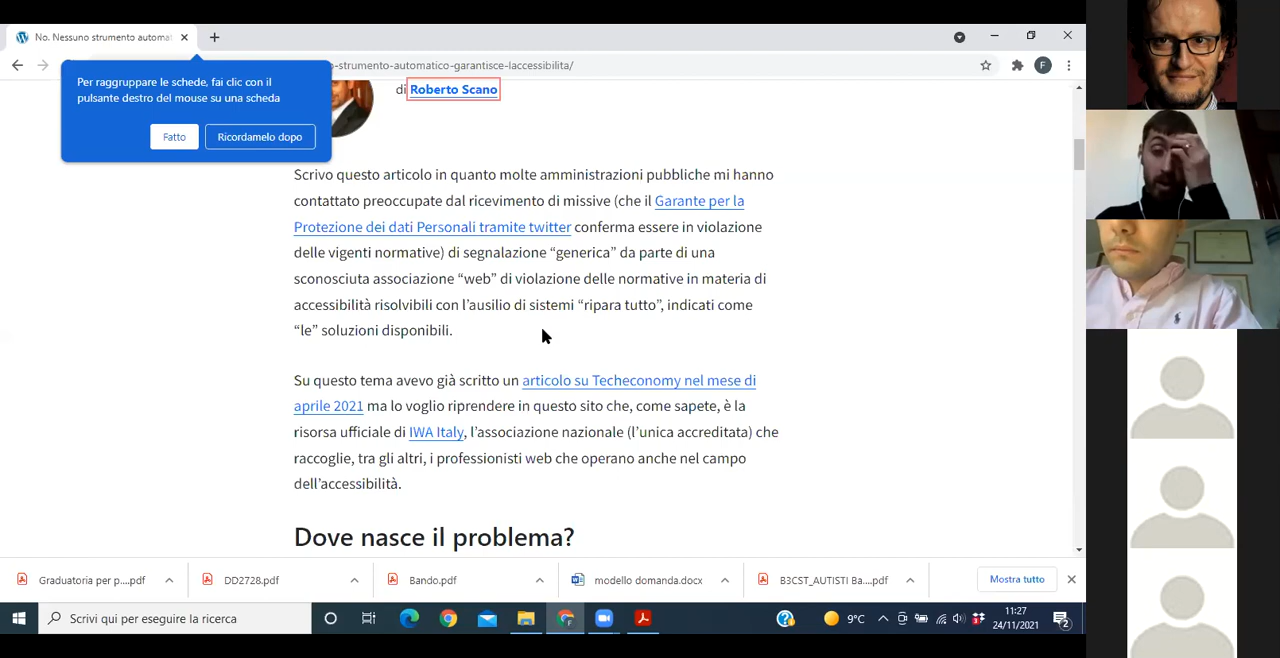 No. Nessuno strumento automat
-strumento-automatico-garantisce-laccessibilita/
F
Per raggruppare le schede, fai clic con il
pulsante destro del mouse su una scheda
Fatto
Ricordamelo dopo
di Roberto Scano
Scrivo questo articolo in quanto molte amministrazioni pubbliche mi hanno
contattato preoccupate dal ricevimento di missive (che il Garante per la
Protezione dei dati Personali tramite twitter conferma essere in violazione
delle vigenti normative) di segnalazione “generica” da parte di una
sconosciuta associazione “web” di violazione delle normative in materia di
accessibilità risolvibili con l’ausilio di sistemi “ripara tutto”, indicati come
“le” soluzioni disponibili.
Su questo tema avevo già scritto un articolo su Techeconomy nel mese di
aprile 2021 ma lo voglio riprendere in questo sito che, come sapete, è la
risorsa ufficiale di IWA Italy, l’associazione nazionale (l’unica accreditata) che
raccoglie, tra gli altri, i professionisti web che operano anche nel campo
dell’accessibilità.
Dove nasce il problema?
Graduatoria per p....pdf
DD2728.pdf
Bando.pdf
modello domanda.docx
B3CST_AUTISTI Ba....pdf
Mostra tutto
Scrivi qui per eseguire la ricerca
9°C
11:27
24/11/2021
2